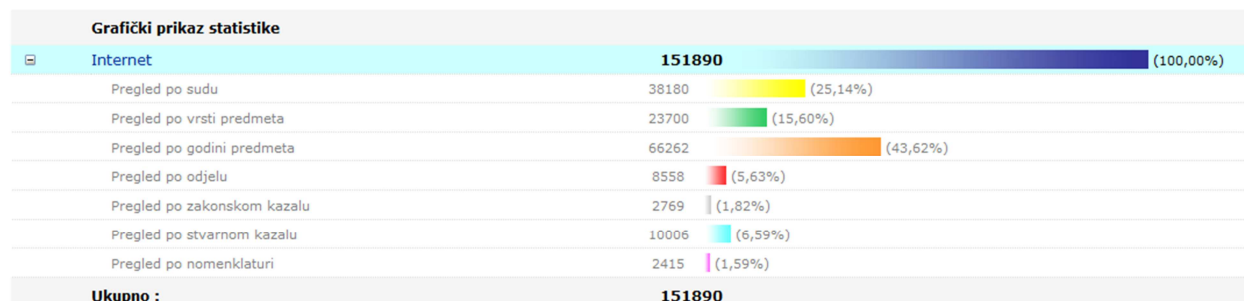 Grafički prikaz statistike
Internet 151890 (100,00%)
Pregled po sudu 38180 (25,14%)
Pregled po vrsti predmeta 23700 (15,60%)
Pregled po godini predmeta 66262 (43,62%)
Pregled po odjelu 8558 (5,63%)
Pregled po zakonskom kazalu 2769 (1,82%)
Pregled po stvarnom kazalu 10006 (6,59%)
Pregled po nomenklaturi 2415 (1,59%)
Ukupno : 151890